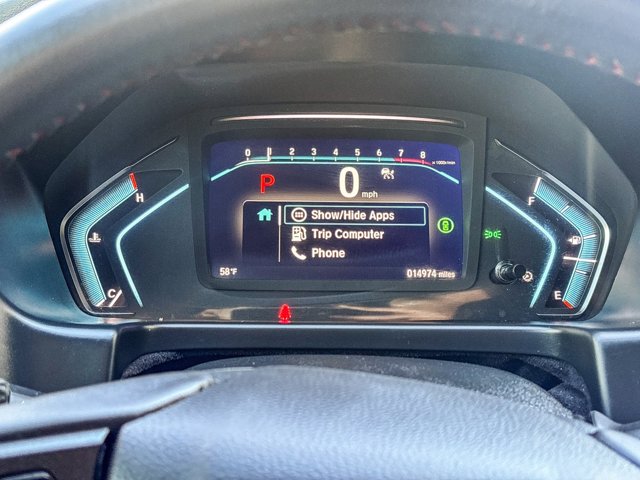 0 1 2 3 4 5 6 7 8 x 1000r/min
P 0 mph
H F
Show/Hide Apps
Trip Computer
Phone
C E
58°F 014974 miles